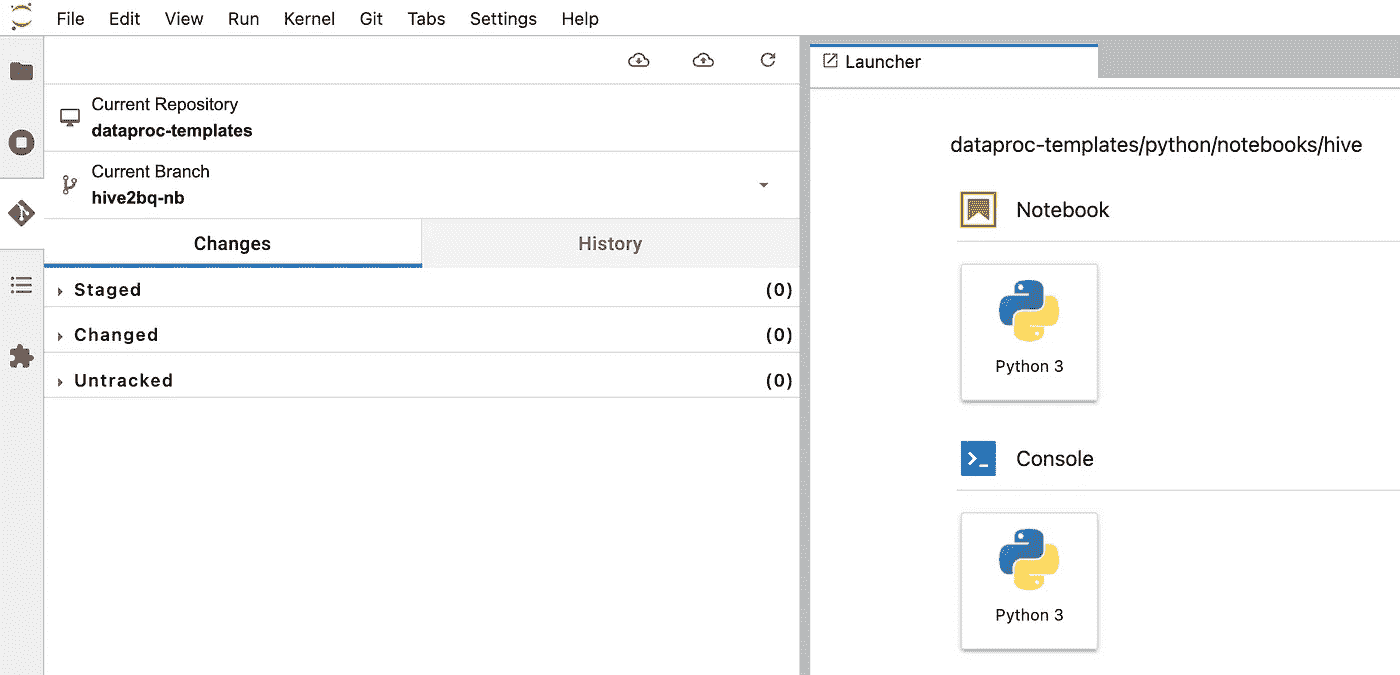 File Edit View Run Kernel Git Tabs Settings Help
Current Repository
dataproc-templates
Current Branch
hive2bq-nb
Changes History
Staged (0)
Changed (0)
Untracked (0)
Launcher
dataproc-templates/python/notebooks/hive
Notebook
Python 3
Console
Python 3